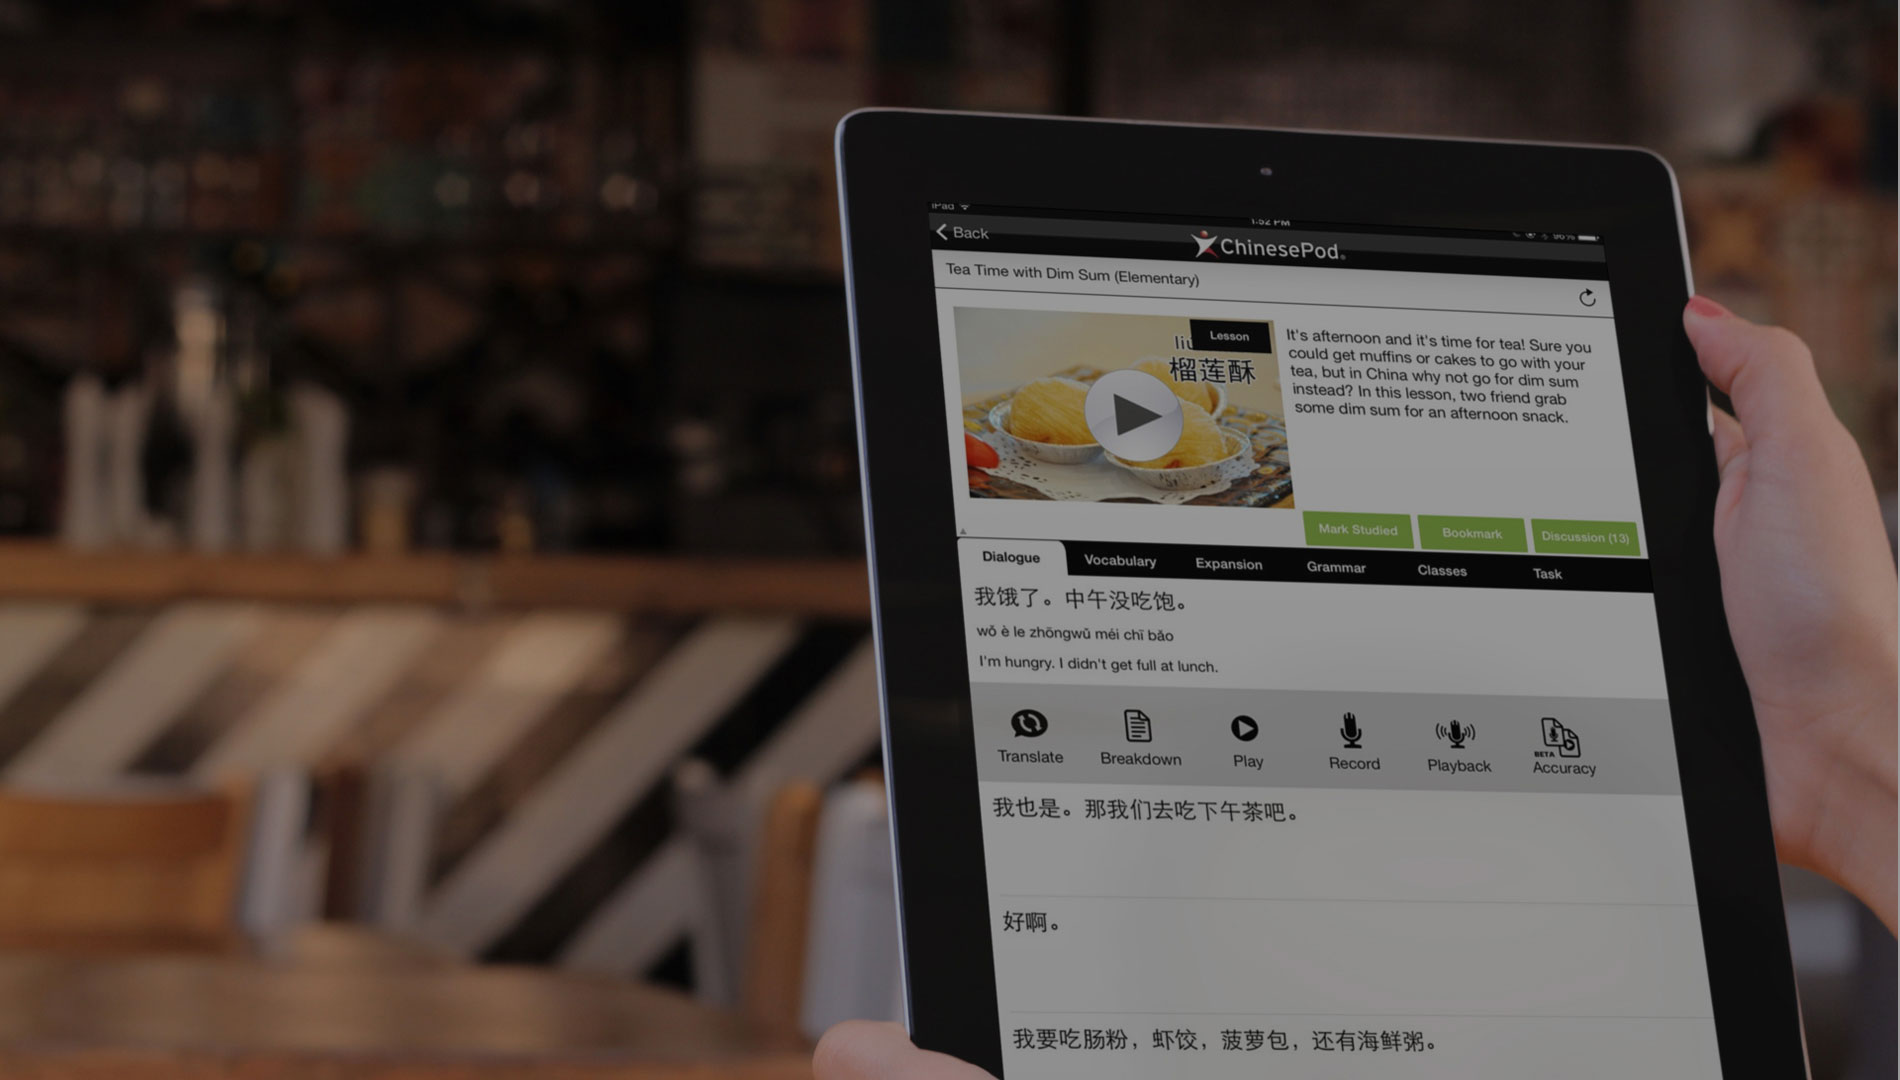 iPad
1:52 PM
96%
Back
ChinesePod
Tea Time with Dim Sum (Elementary)
Lesson
liú
榴莲酥
It's afternoon and it's time for tea! Sure you
could get muffins or cakes to go with your
tea, but in China why not go for dim sum
instead? In this lesson, two friend grab
some dim sum for an afternoon snack.
Mark Studied
Bookmark
Discussion (13)
Dialogue
Vocabulary
Expansion
Grammar
Classes
Task
我饿了。中午没吃饱。
wǒ è le zhōngwǔ méi chī bǎo
I'm hungry. I didn't get full at lunch.
Translate
Breakdown
Play
Record
Playback
BETA
Accuracy
我也是。那我们去吃下午茶吧。
好啊。
我要吃肠粉，虾饺，菠萝包，还有海鲜粥。